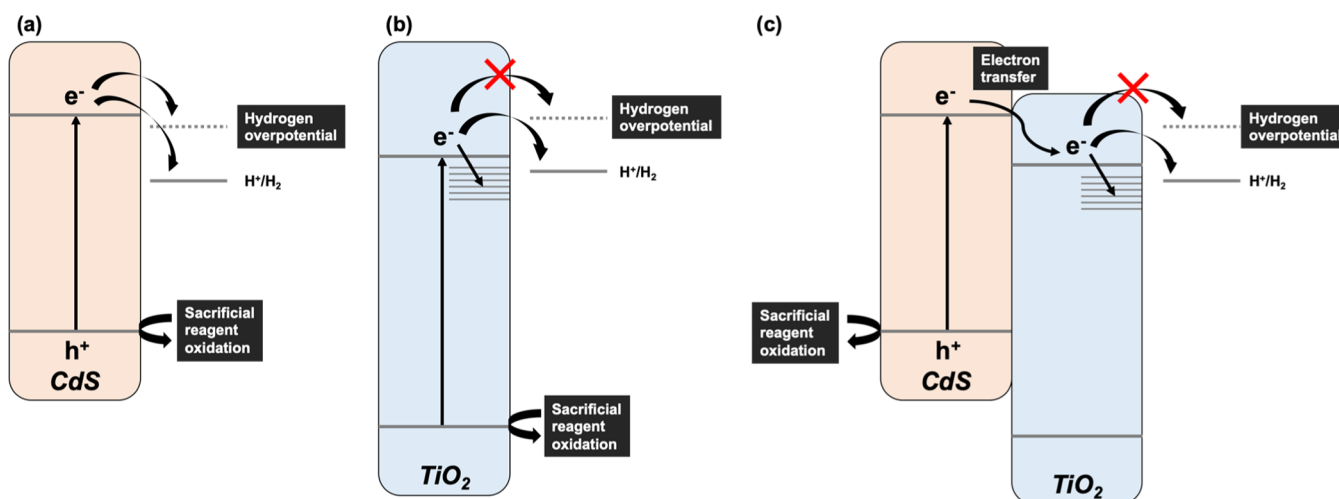 (a)
e-
Hydrogen
overpotential
H+/H2
Sacrificial
reagent
oxidation
h+
CdS
(b)
e-
Hydrogen
overpotential
H+/H2
Sacrificial
reagent
oxidation
TiO2
(c)
Electron
transfer
e-
e-
Hydrogen
overpotential
H+/H2
Sacrificial
reagent
oxidation
h+
CdS
TiO2